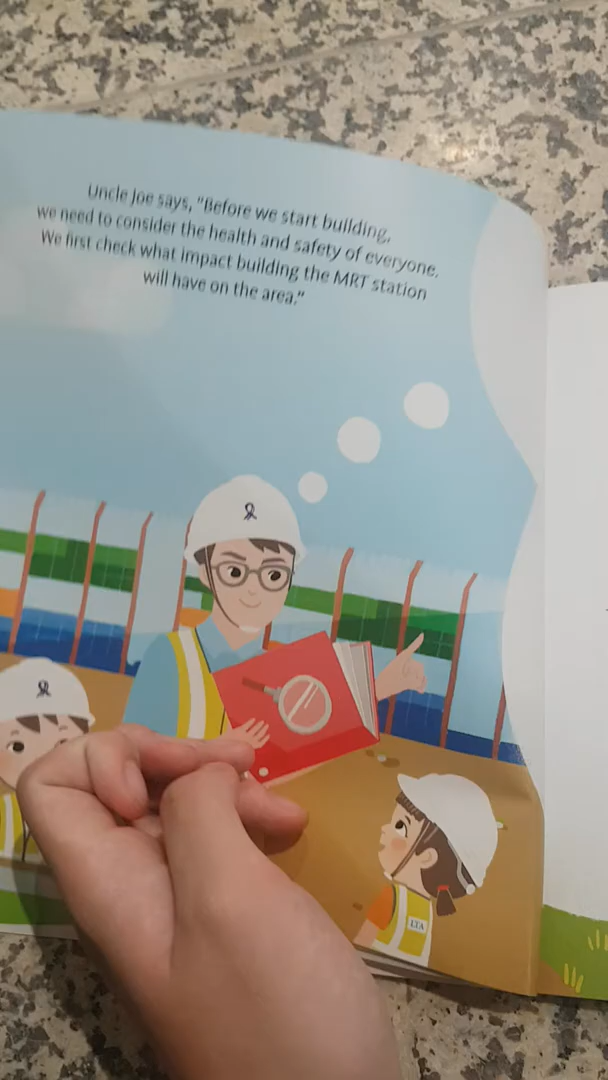 Uncle Joe says, "Before we start building,
we need to consider the health and safety of everyone.
We first check what impact building the MRT station
will have on the area."
LTA